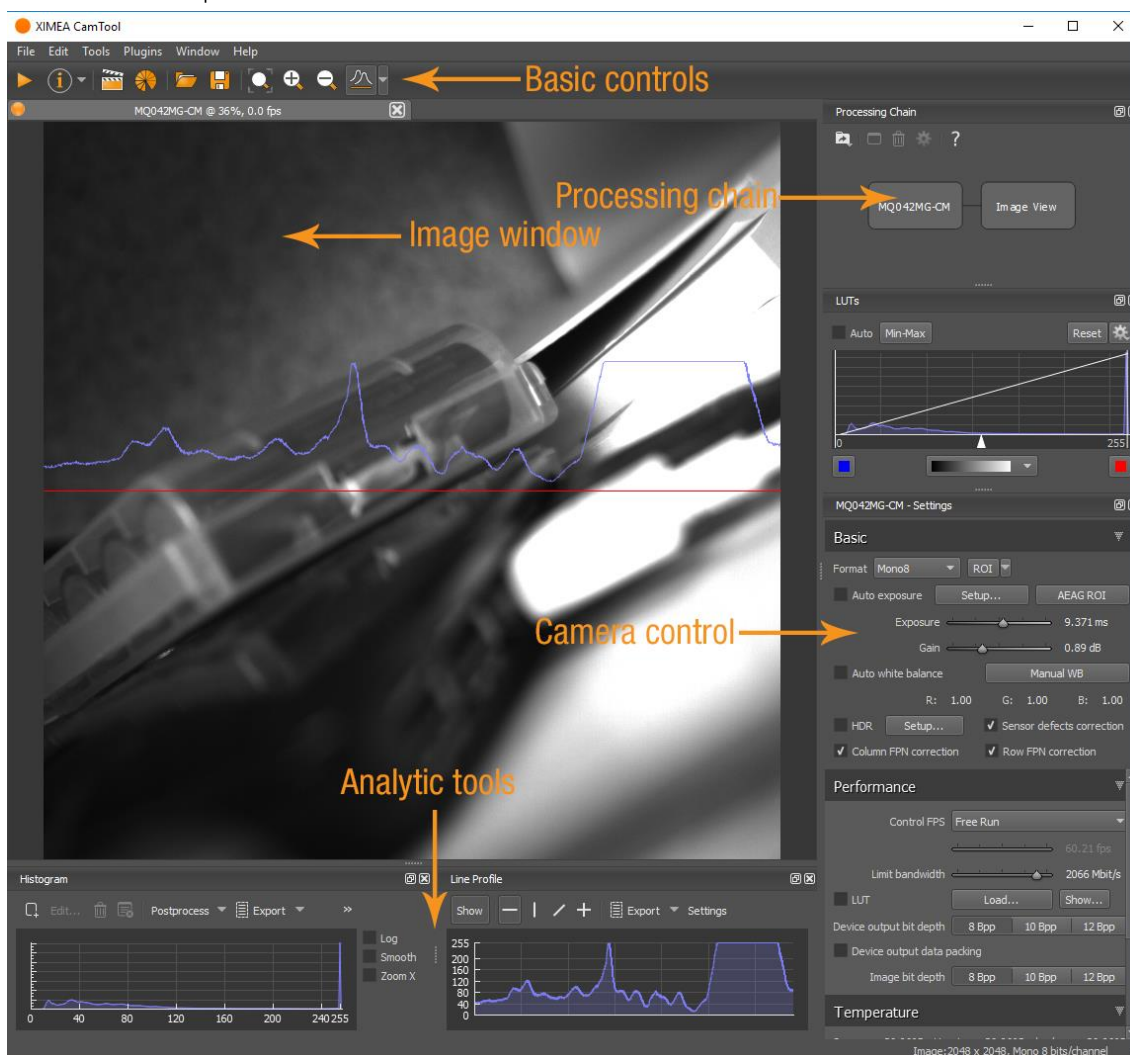 XIMEA CamTool
File Edit Tools Plugins Window Help
Basic controls
MQ042MG-CM @ 36%, 0.0 fps
Processing Chain
?
Processing chain
MQ042MG-CM
Image View
Image window
LUTs
Auto Min-Max Reset
0 255
MQ042MG-CM - Settings
Basic
Format Mono8 ROI
Auto exposure Setup... AEAG ROI
Exposure 9.371 ms
Camera control
Gain 0.89 dB
Auto white balance Manual WB
R: 1.00 G: 1.00 B: 1.00
HDR Setup... Sensor defects correction
Column FPN correction Row FPN correction
Analytic tools
Performance
Control FPS Free Run
60.21 fps
Limit bandwidth 2066 Mbit/s
LUT Load... Show...
Device output bit depth 8 Bpp 10 Bpp 12 Bpp
Device output data packing
Image bit depth 8 Bpp 10 Bpp 12 Bpp
Temperature
Histogram
Edit... Postprocess Export »
Log
Smooth
Zoom X
0 40 80 120 160 200 240 255
Line Profile
Show Export Settings
255
200
160
120
80
40
0
Image:2048 x 2048, Mono 8 bits/channel